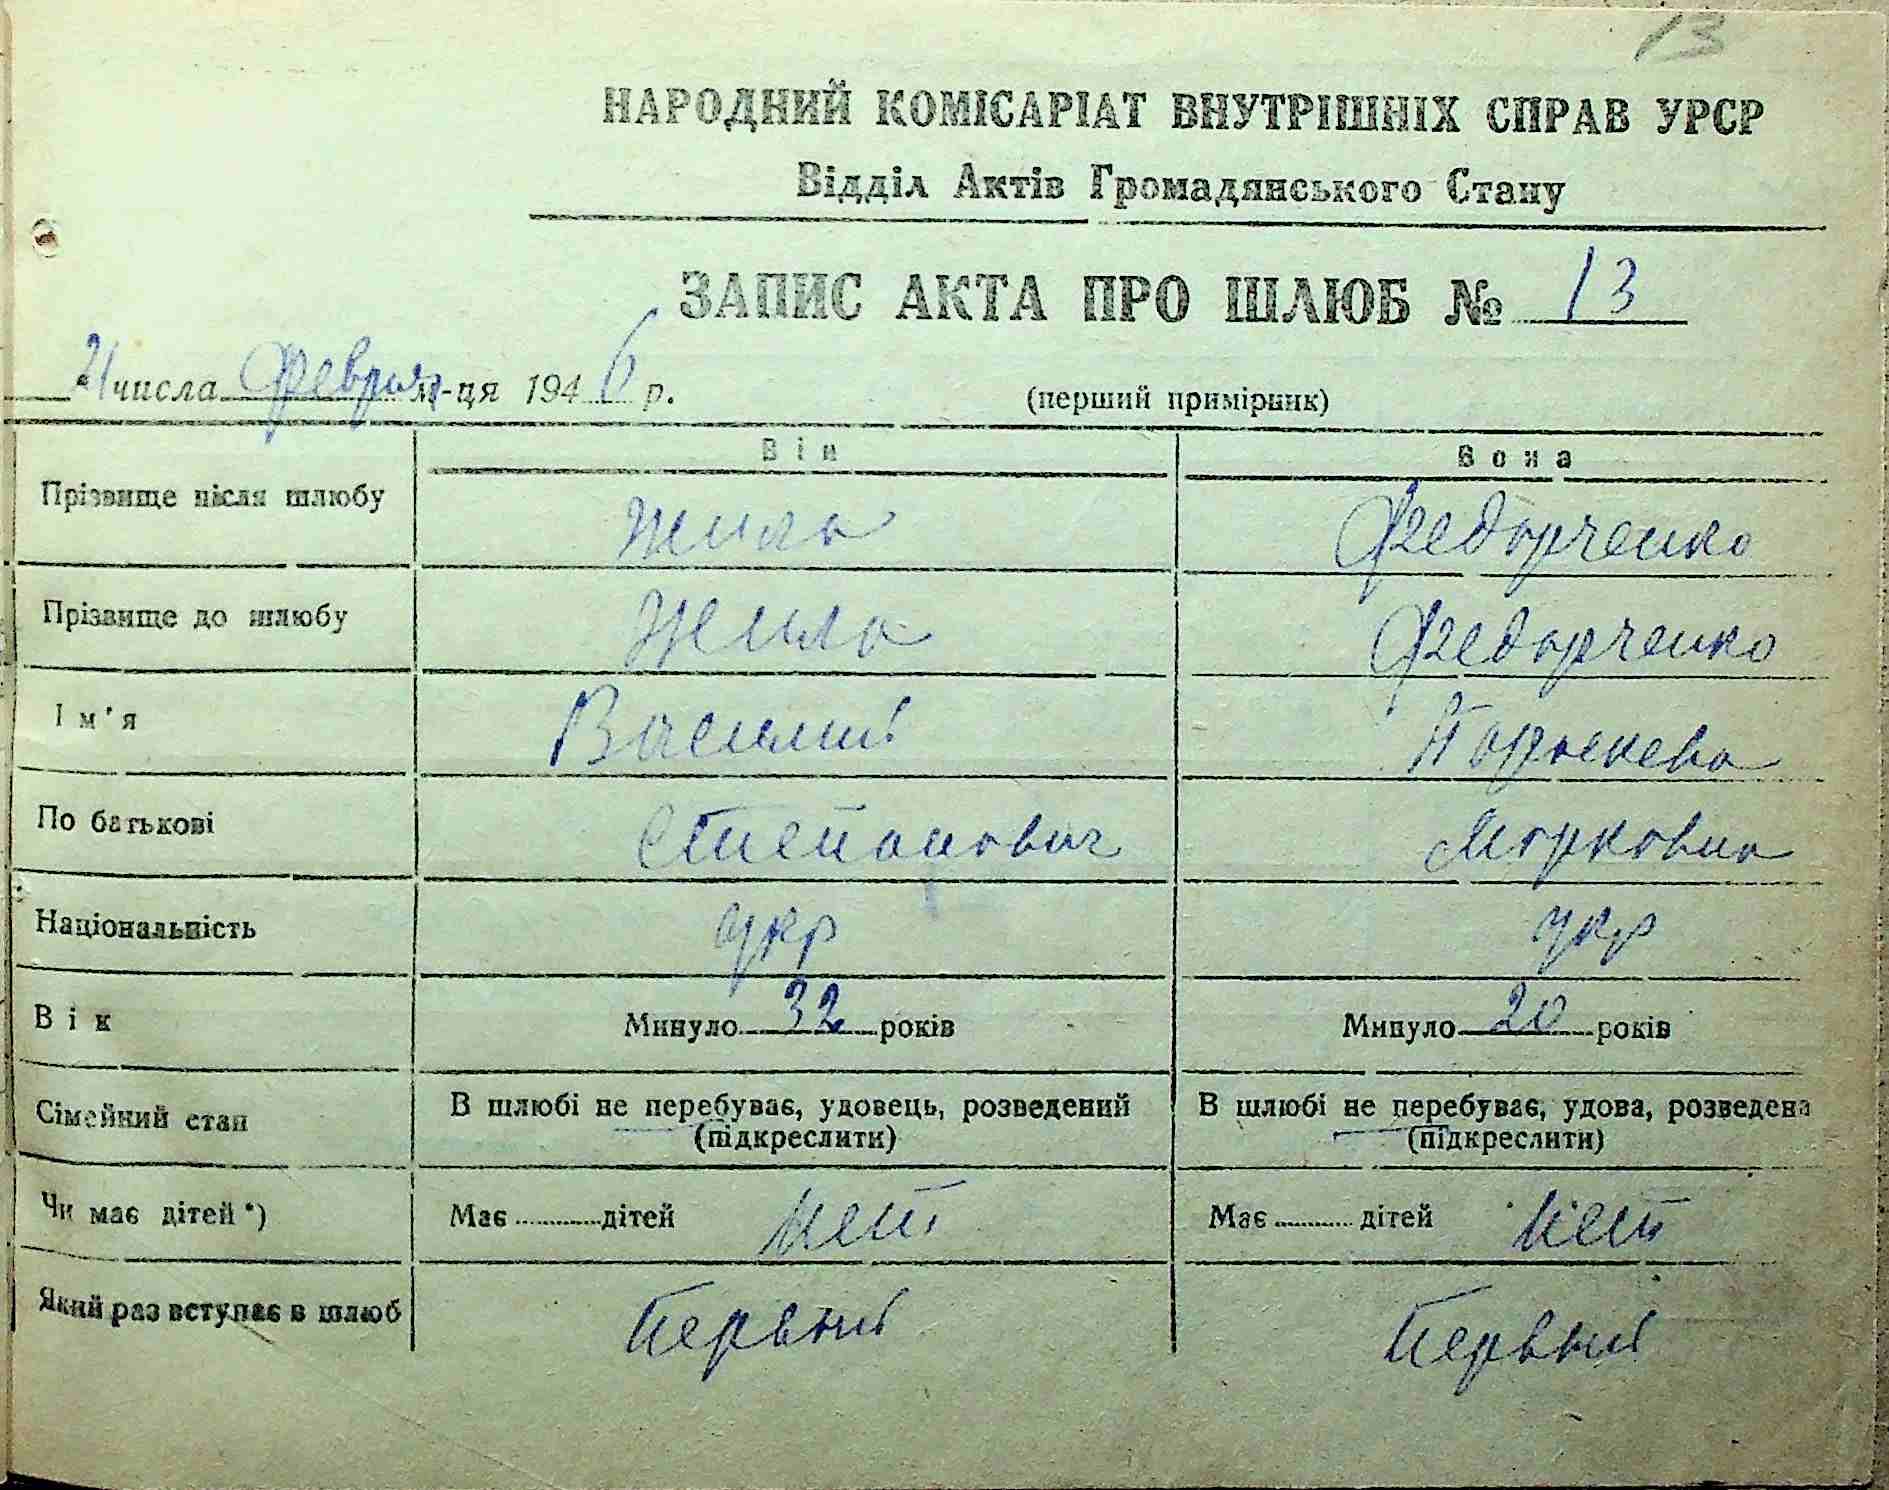 13
НАРОДНИЙ КОМІСАРІАТ ВНУТРІШНІХ СПРАВ УРСР
Відділ Актів Громадянського Стану
ЗАПИС АКТА ПРО ШЛЮБ № 13
21 числа Февраля м-ця 1946 р. (перший примірник)
Він Вона
Прізвище після шлюбу Жила Федорченко
Прізвище до шлюбу Жила Федорченко
Ім'я Василий
По батькові Степанович Марковна
Національність укр укр
Вік Минуло 32 років Минуло 20 років
Сімейний стан В шлюбі не перебуває, удовець, розведений В шлюбі не перебуває, удова, розведена
(підкреслити) (підкреслити)
Чи має дітей *) Має ............ дітей нет Має ............ дітей нет
Який раз вступає в шлюб Первый Первый